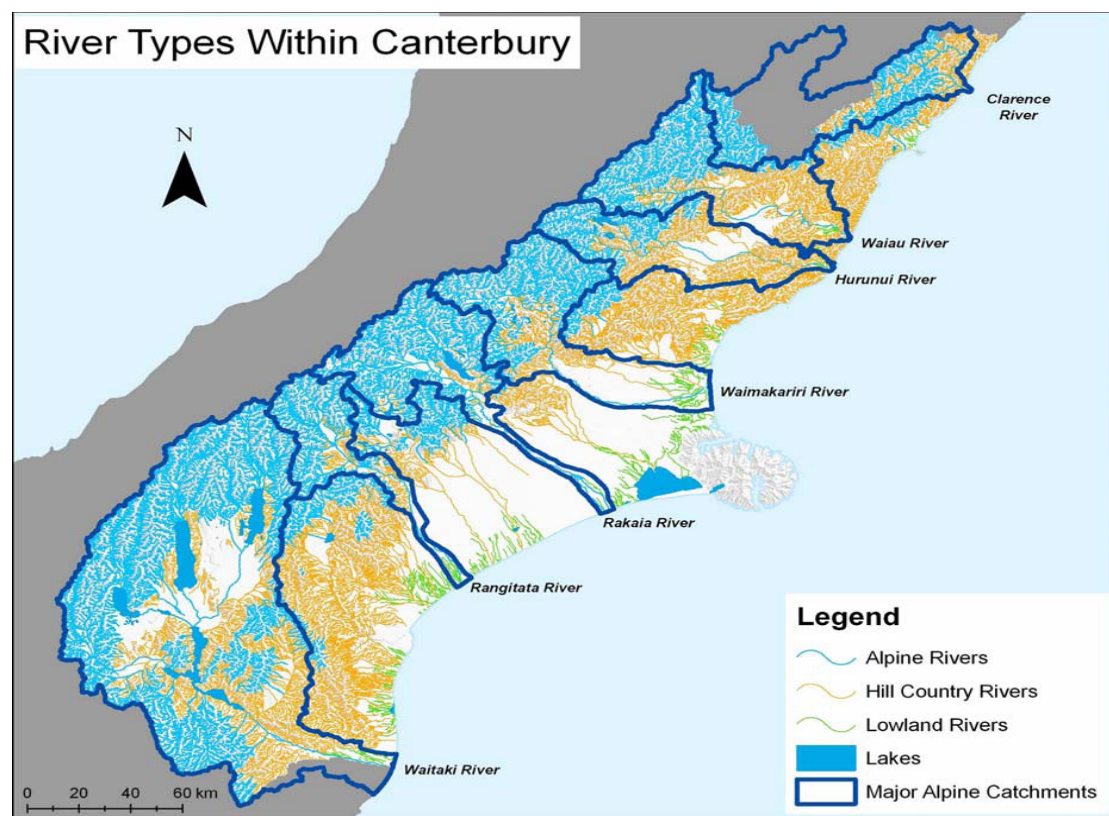 River Types Within Canterbury
N
Clarence
River
Waiau River
Hurunui River
Waimakariri River
Rakaia River
Rangitata River
Waitaki River
Legend
Alpine Rivers
Hill Country Rivers
Lowland Rivers
Lakes
Major Alpine Catchments
0 20 40 60 km